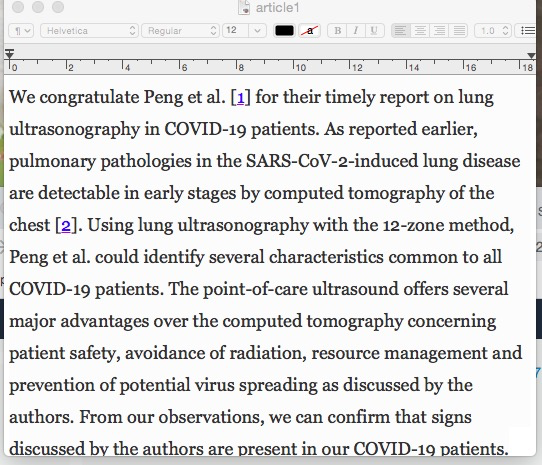 article1
¶ Helvetica Regular 12 a B I U 1.0
0 2 4 6 8 10 12 14 16 18
We congratulate Peng et al. [1] for their timely report on lung
ultrasonography in COVID-19 patients. As reported earlier,
pulmonary pathologies in the SARS-CoV-2-induced lung disease
are detectable in early stages by computed tomography of the
chest [2]. Using lung ultrasonography with the 12-zone method,
Peng et al. could identify several characteristics common to all
COVID-19 patients. The point-of-care ultrasound offers several
major advantages over the computed tomography concerning
patient safety, avoidance of radiation, resource management and
prevention of potential virus spreading as discussed by the
authors. From our observations, we can confirm that signs
discussed by the authors are present in our COVID-19 patients.